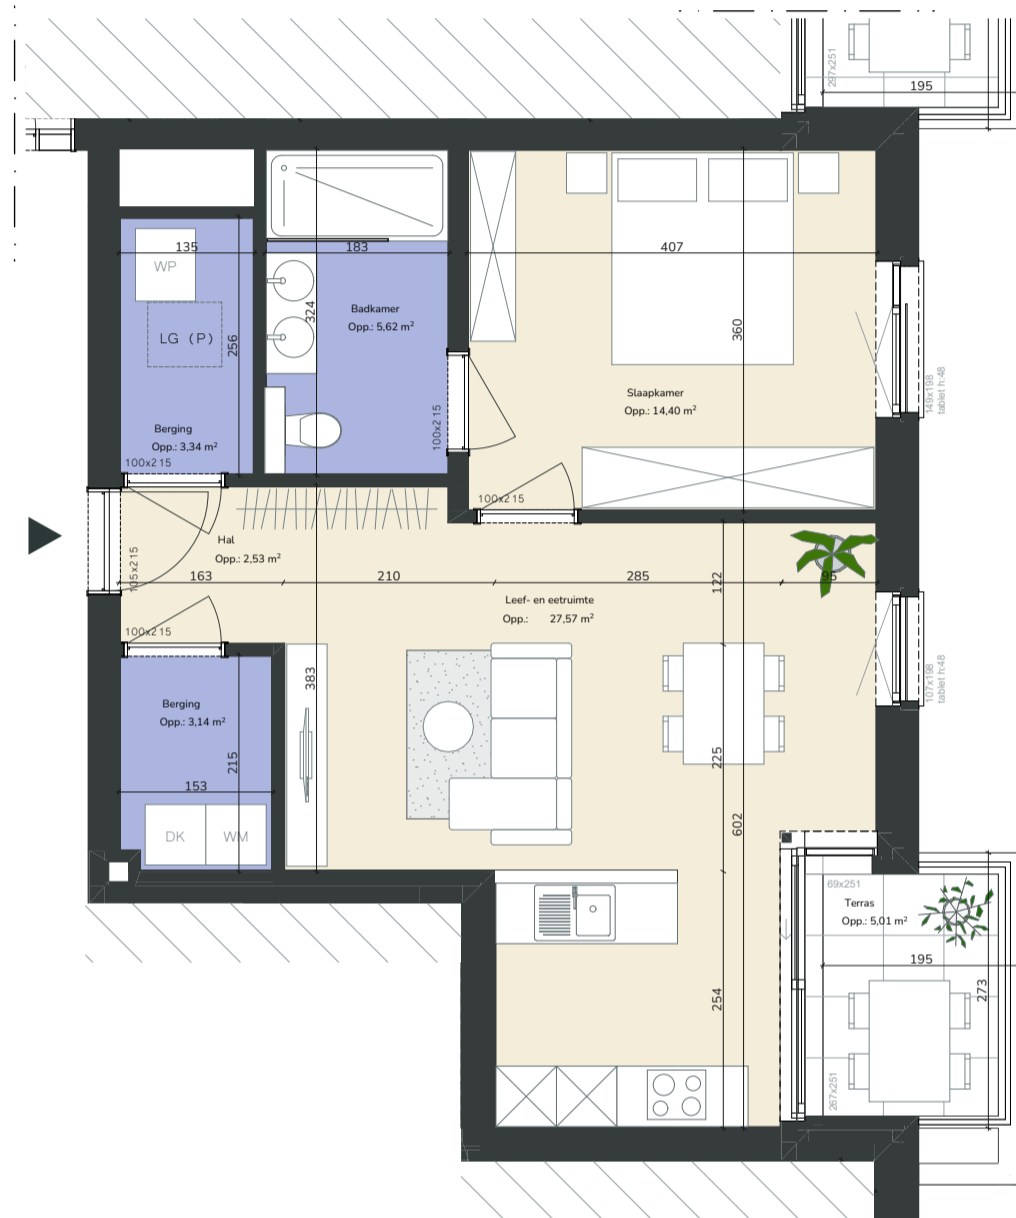 297x251
195
135
183
407
WP
Badkamer
Opp.: 5,62 m²
324
LG (P)
256
360
149x198
tablet h:48
Slaapkamer
Opp.: 14,40 m²
Berging
Opp.: 3,34 m²
100x215
100x215
100x215
Hal
Opp.: 2,53 m²
105x215
163
210
285
122
95
Leef- en eetruimte
Opp.: 27,57 m²
100x215
107x198
tablet h:48
383
Berging
Opp.: 3,14 m²
215
225
153
602
DK
WM
69x251
Terras
Opp.: 5,01 m²
195
273
254
267x251